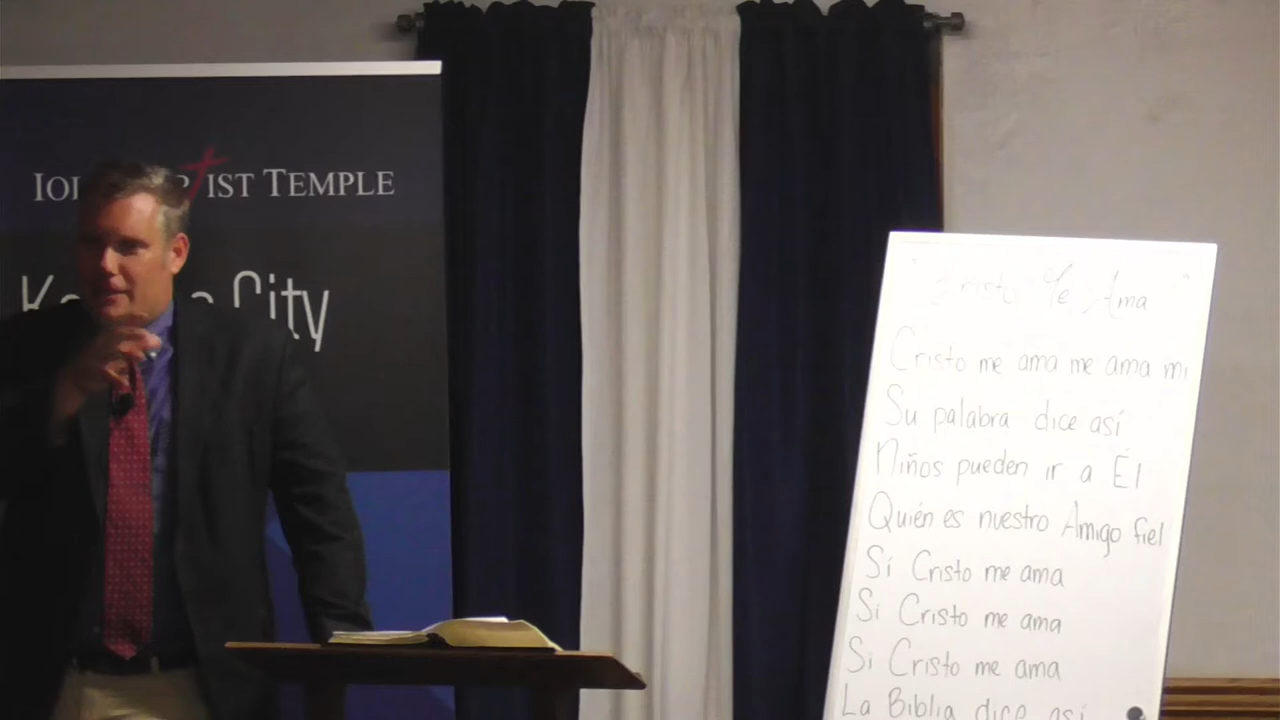 IST TEMPLE
City
"Cristo Te Ama"
Cristo me ama me ama mi
Su palabra dice así
Niños pueden ir a Él
Quién es nuestro Amigo fiel
Si Cristo me ama
Si Cristo me ama
Si Cristo me ama
La Biblia dice así